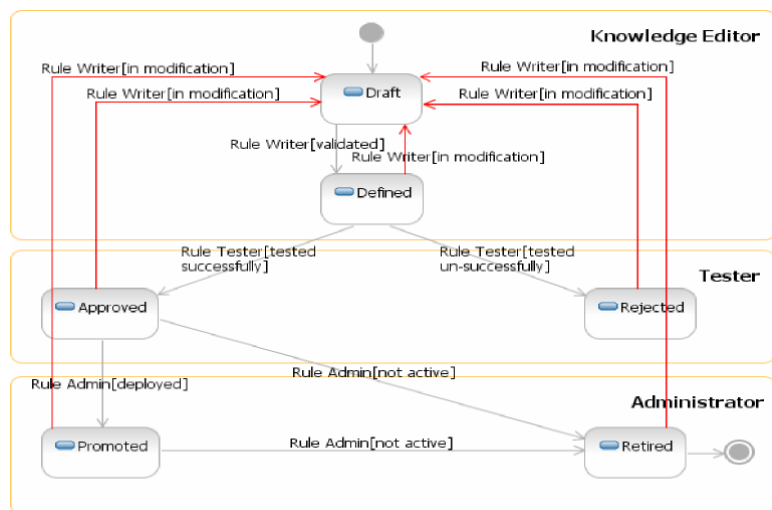 Knowledge Editor
Rule Writer[in modification]
Rule Writer[in modification]
Rule Writer[in modification]
Rule Writer[in modification]
Draft
Rule Writer[validated]
Rule Writer[in modification]
Defined
Rule Tester[tested
successfully]
Rule Tester[tested
un-successfully]
Tester
Approved
Rejected
Rule Admin[not active]
Rule Admin[deployed]
Administrator
Promoted
Rule Admin[not active]
Retired